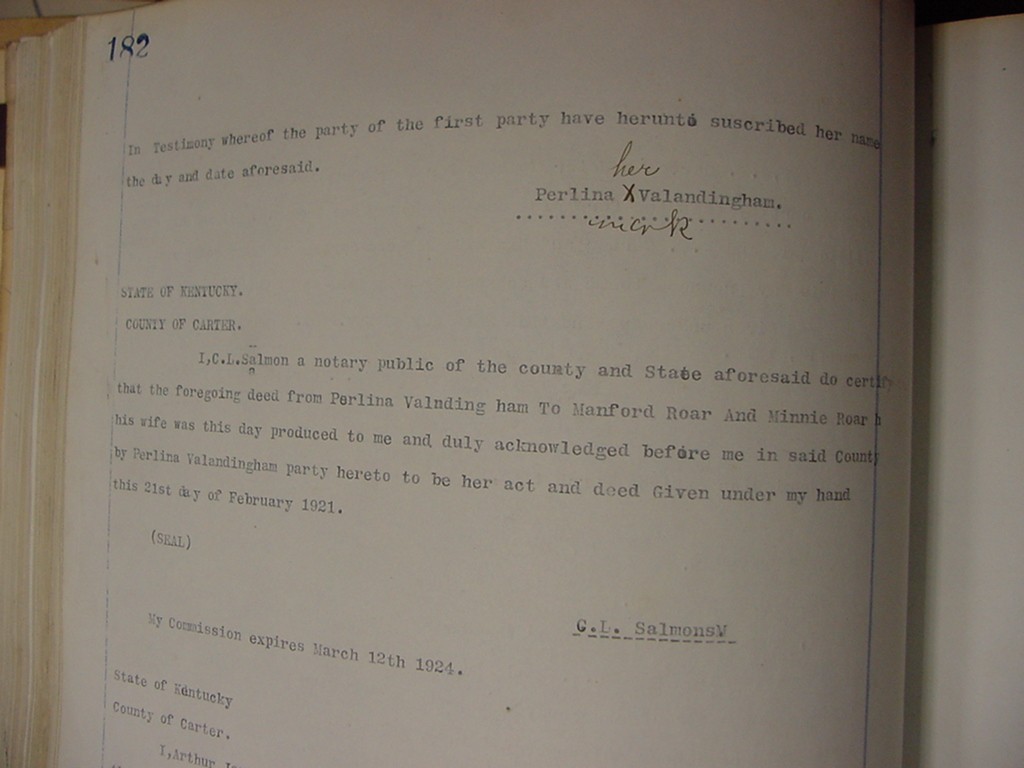 182
In Testimony whereof the party of the first party have herunto suscribed her name
the day and date aforesaid.
her
Perlina X Valandingham.
mark
STATE OF KENTUCKY.
COUNTY OF CARTER.
I,C.L.Salmon a notary public of the county and State aforesaid do certify
that the foregoing deed from Perlina Valnding ham To Manford Roar And Minnie Roar h
his wife was this day produced to me and duly acknowledged before me in said County
by Perlina Valandingham party hereto to be her act and deed Given under my hand
this 21st day of February 1921.
(SEAL)
C.L. Salmons
My Commission expires March 12th 1924.
State of Kentucky
County of Carter.
I,Arthur